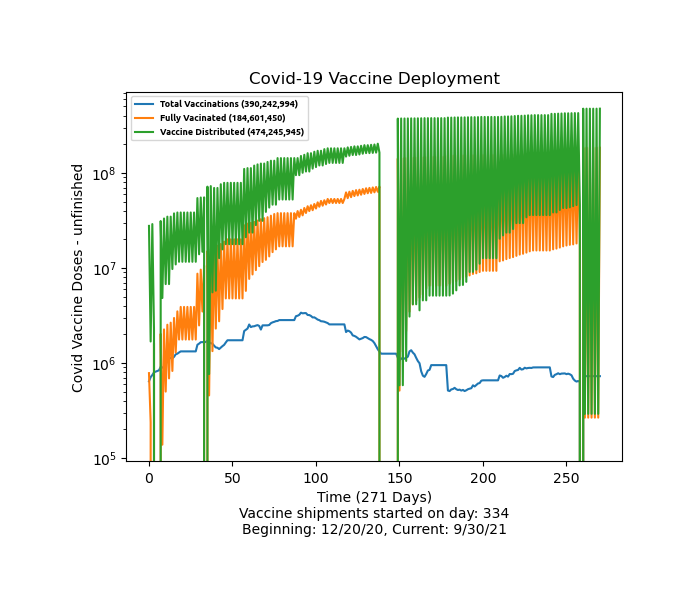 Covid-19 Vaccine Deployment
Total Vaccinations (390,242,994)
Fully Vacinated (184,601,450)
Vaccine Distributed (474,245,945)
Covid Vaccine Doses - unfinished
10^8
10^7
10^6
10^5
0 50 100 150 200 250
Time (271 Days)
Vaccine shipments started on day: 334
Beginning: 12/20/20, Current: 9/30/21